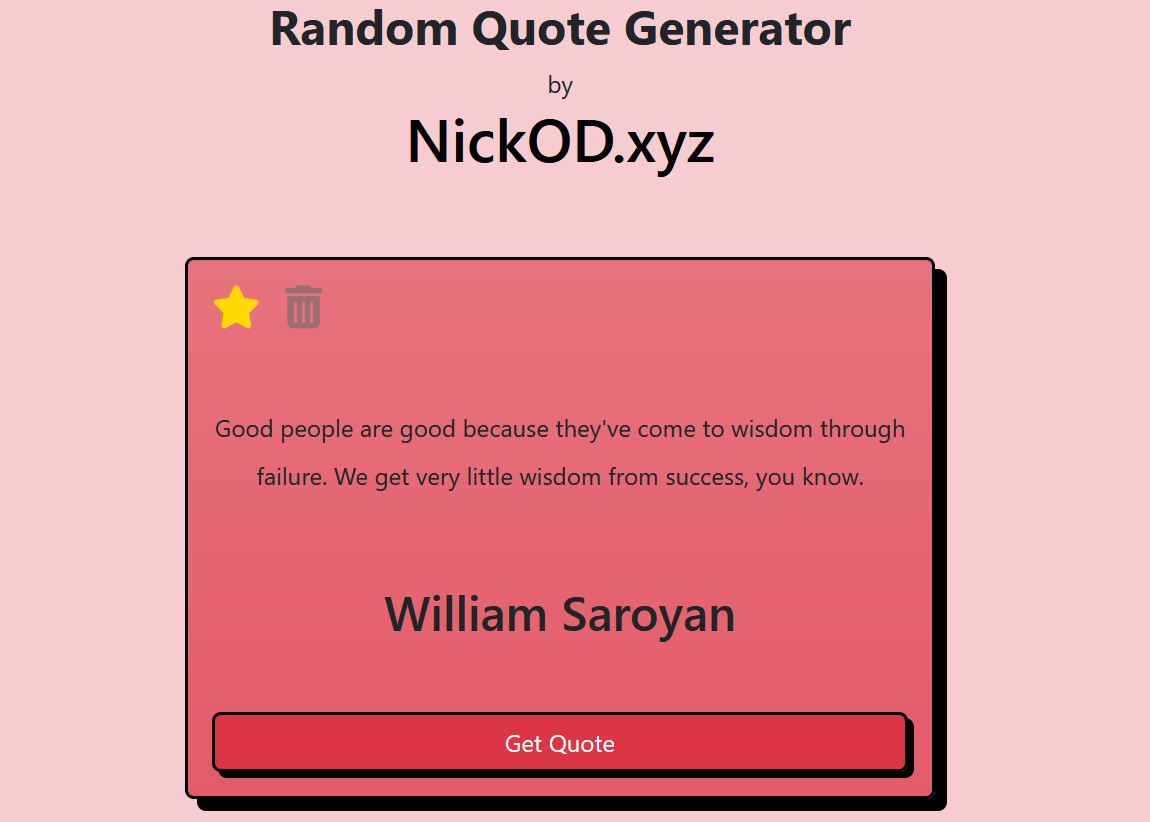 Random Quote Generator
by
NickOD.xyz
Good people are good because they've come to wisdom through
failure. We get very little wisdom from success, you know.
William Saroyan
Get Quote